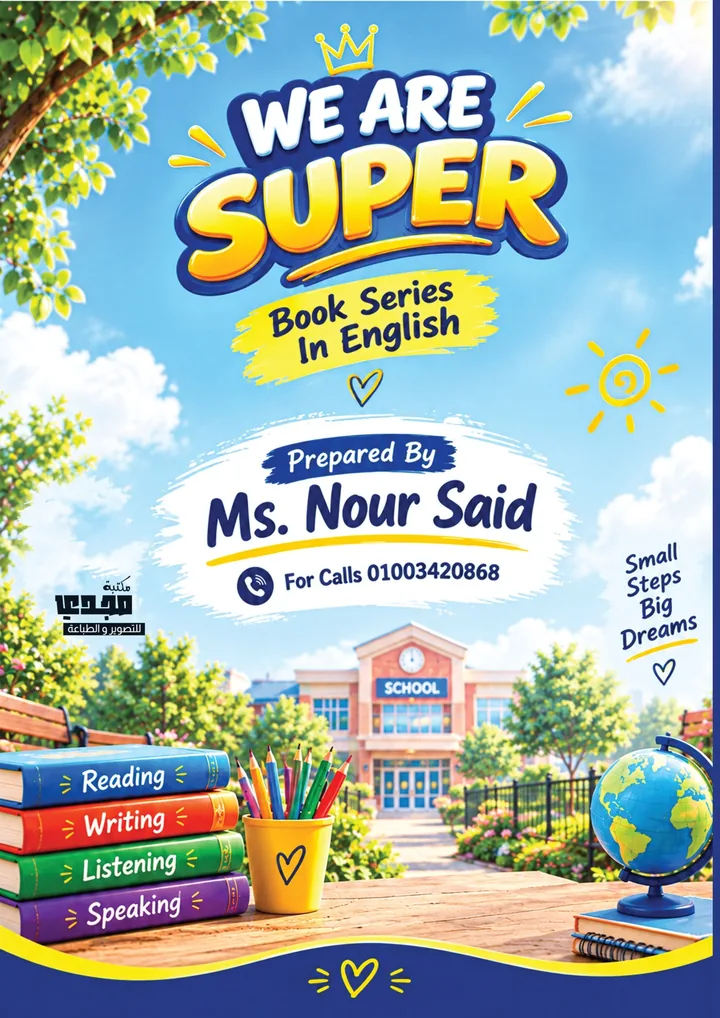 WE ARE
SUPER
Book Series
In English
Prepared By
Ms. Nour Said
For Calls 01003420868
مكتبة
مجدي
للتصوير و الطباعة
Small
Steps
Big
Dreams
SCHOOL
Reading
Writing
Listening
Speaking